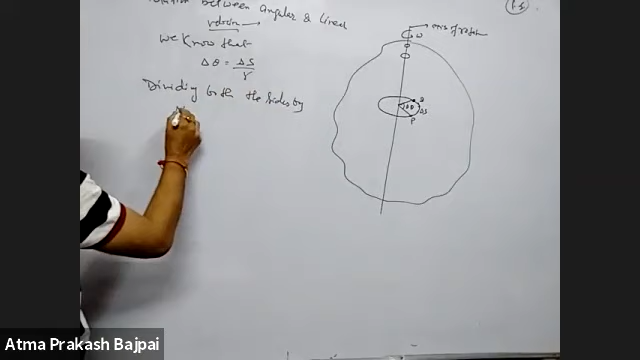 between angular & linear
velocity
We know that
Δθ = Δs/r
Dividing both the sides by
ω
axis of rotation
Δθ
Δs
P
Atma Prakash Bajpai